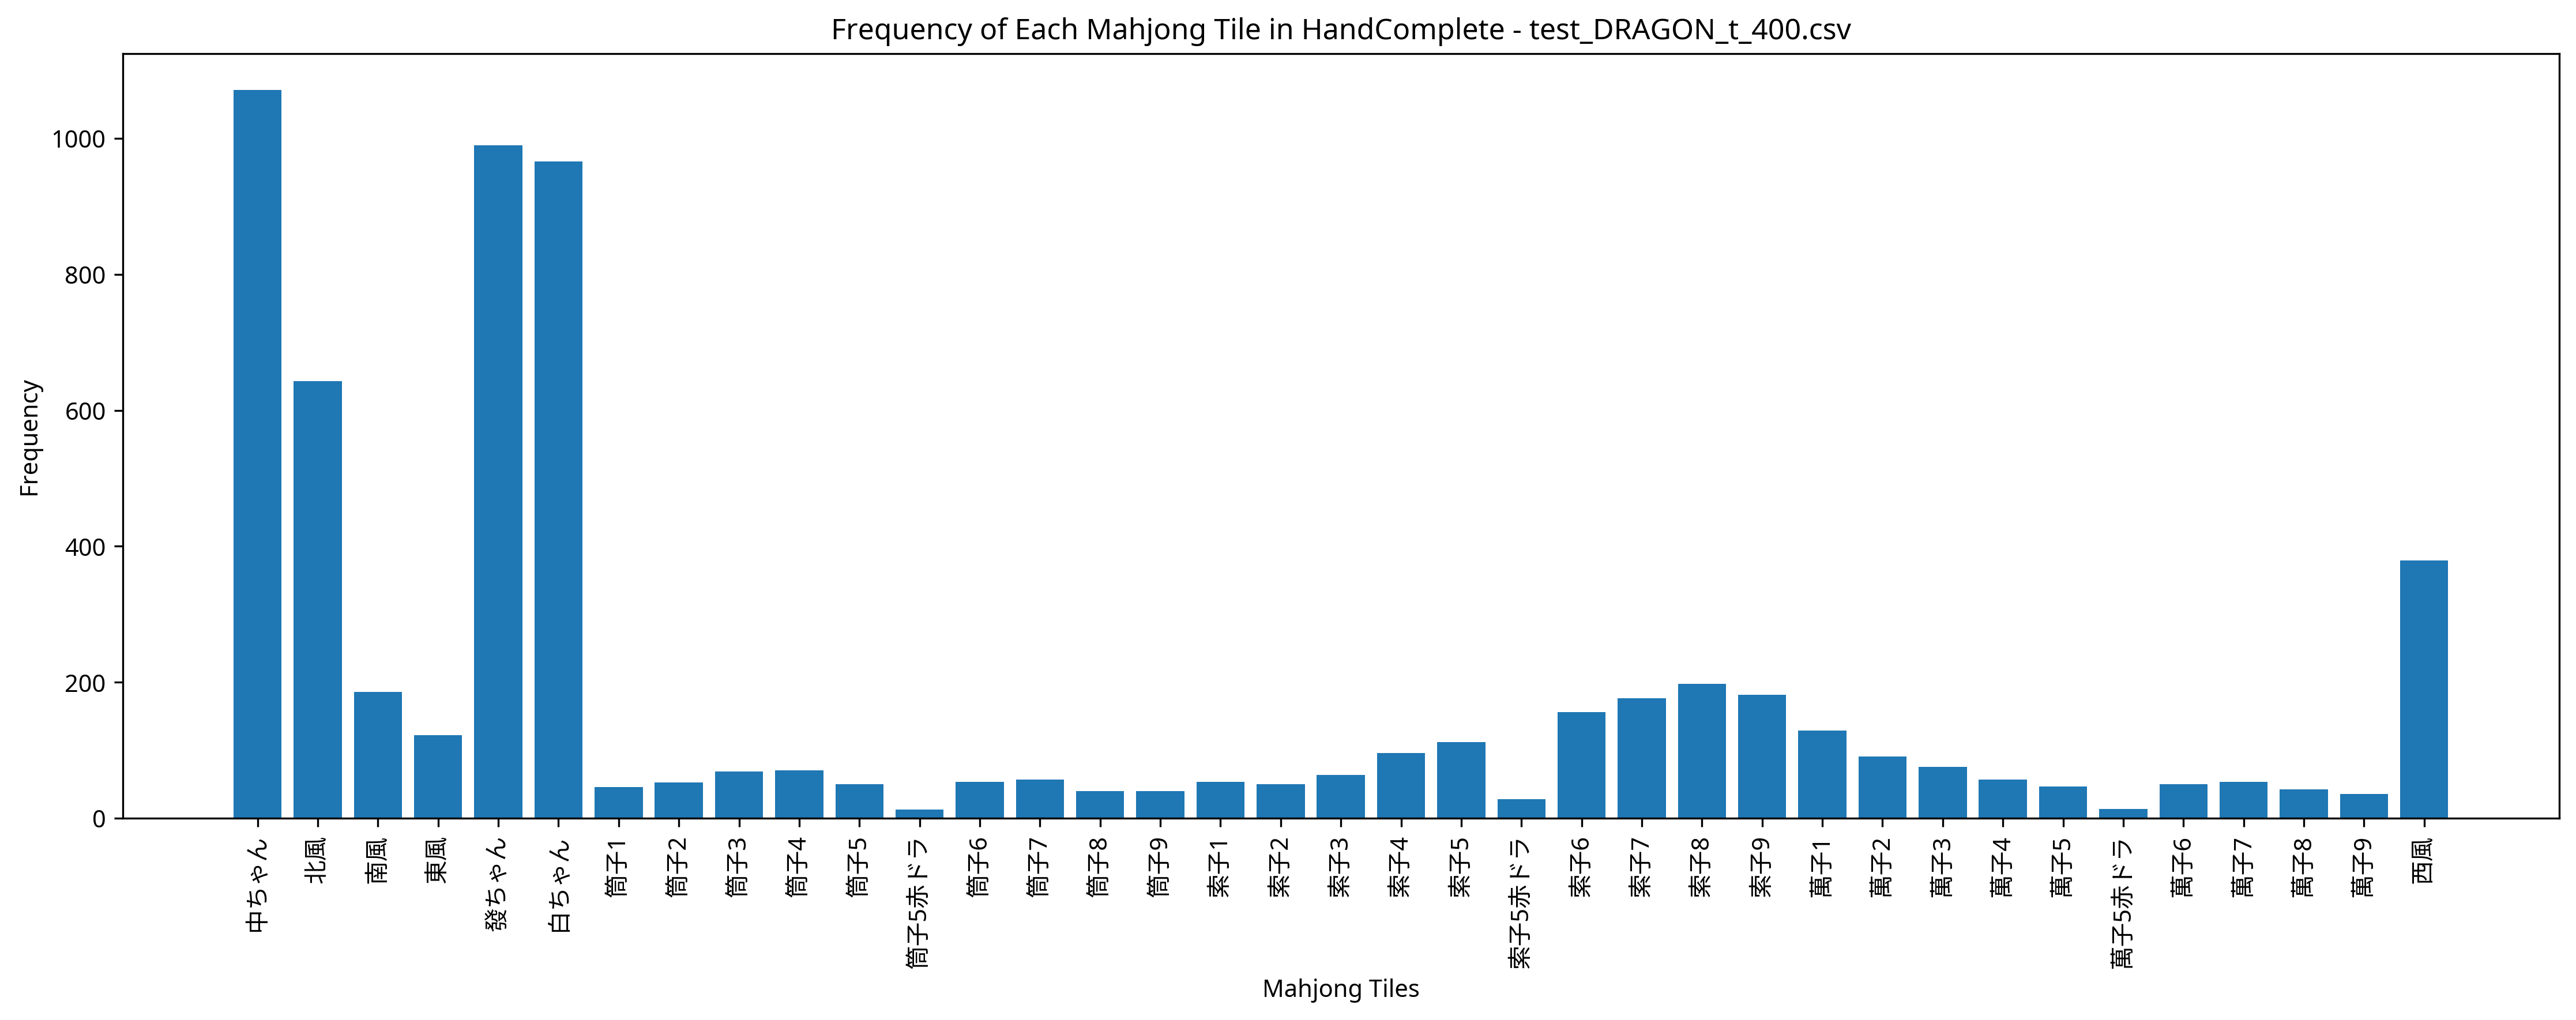 Frequency of Each Mahjong Tile in HandComplete - test_DRAGON_t_400.csv
Frequency
1000
800
600
400
200
0
中ちゃん
北風
南風
東風
發ちゃん
白ちゃん
筒子1
筒子2
筒子3
筒子4
筒子5
筒子5赤ドラ
筒子6
筒子7
筒子8
筒子9
索子1
索子2
索子3
索子4
索子5
索子5赤ドラ
索子6
索子7
索子8
索子9
萬子1
萬子2
萬子3
萬子4
萬子5
萬子5赤ドラ
萬子6
萬子7
萬子8
萬子9
西風
Mahjong Tiles